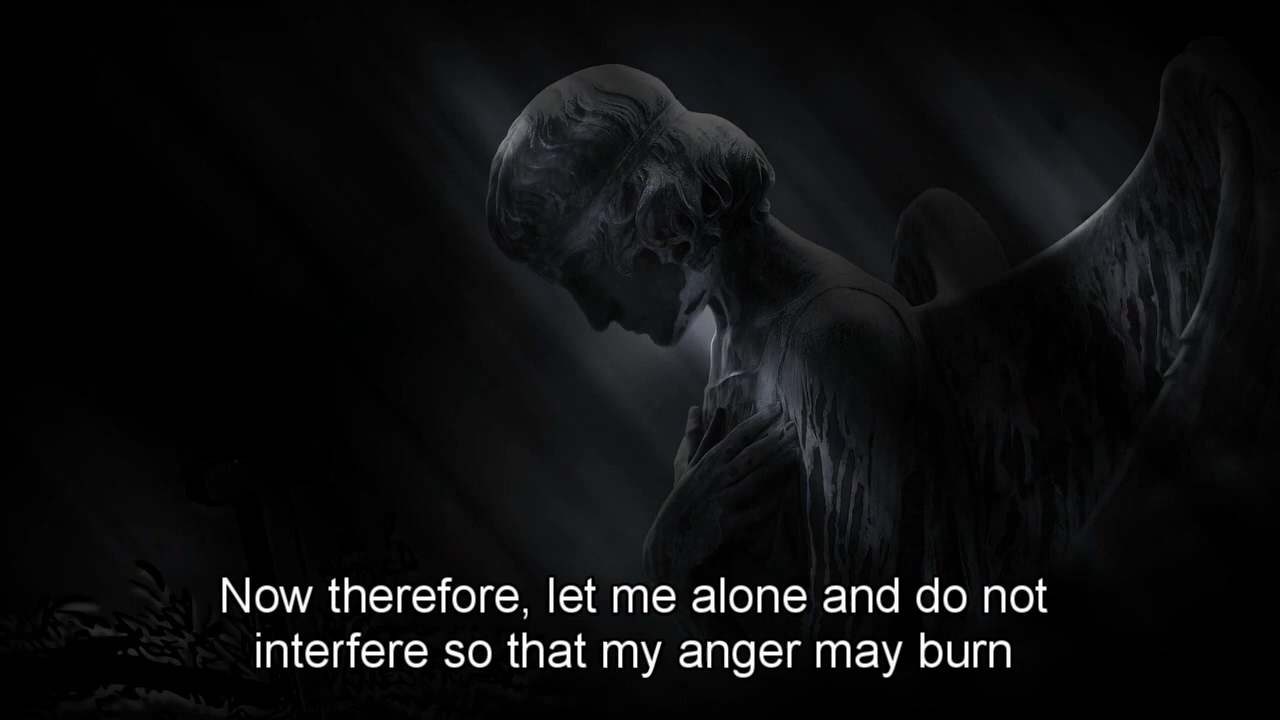 Now therefore, let me alone and do not
interfere so that my anger may burn